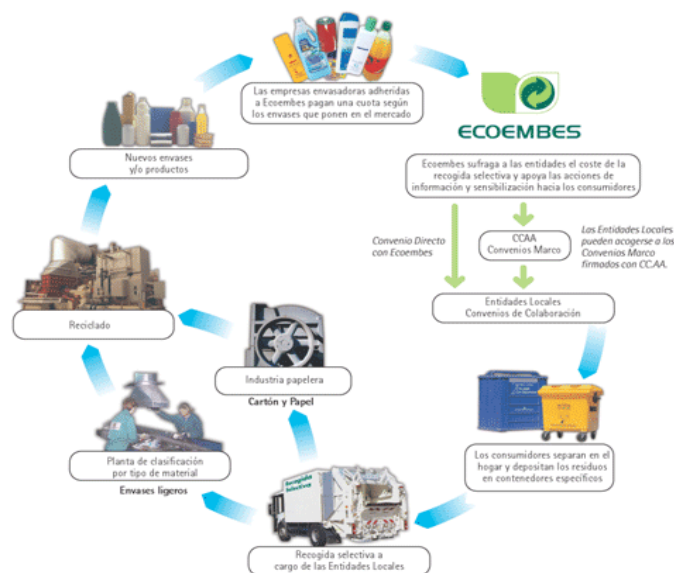 Las empresas envasadoras adheridas
a Ecoembes pagan una cuota según
los envases que ponen en el mercado
ECOEMBES
Ecoembes sufraga a las entidades el coste de la
recogida selectiva y apoya las acciones de
información y sensibilización hacia los consumidores
Convenio Directo
con Ecoembes
CCAA
Convenios Marco
Las Entidades Locales
pueden acogerse a los
Convenios Marco
firmados con CC.AA.
Entidades Locales
Convenios de Colaboración
Los consumidores separan en el
hogar y depositan los residuos
en contenedores específicos
Recogida
Selectiva
Recogida selectiva a
cargo de las Entidades Locales
Industria papelera
Cartón y Papel
Planta de clasificación
por tipo de material
Envases ligeros
Reciclado
Nuevos envases
y/o productos